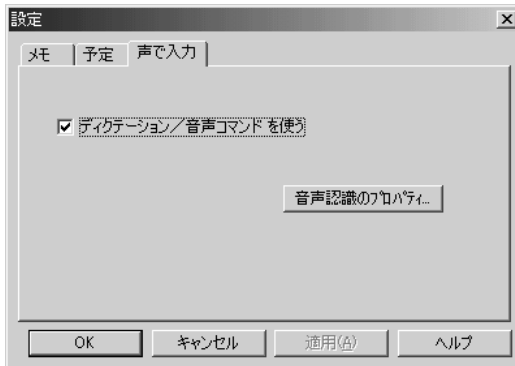 設定
メモ 予定 声で入力
ディクテーション／音声コマンド を使う
音声認識のﾌﾟﾛﾊﾟﾃｨ...
OK キャンセル 適用(A) ヘルプ